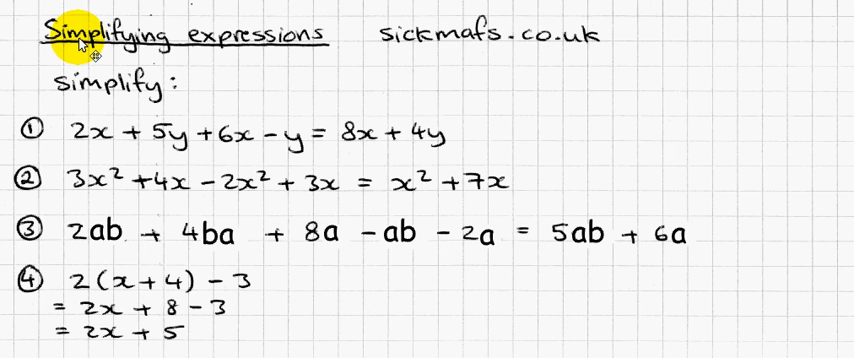 Simplifying expressions sickmafs.co.uk
simplify:
① 2x + 5y + 6x - y = 8x + 4y
② 3x² + 4x - 2x² + 3x = x² + 7x
③ 2ab + 4ba + 8a - ab - 2a = 5ab + 6a
④ 2(x + 4) - 3
= 2x + 8 - 3
= 2x + 5